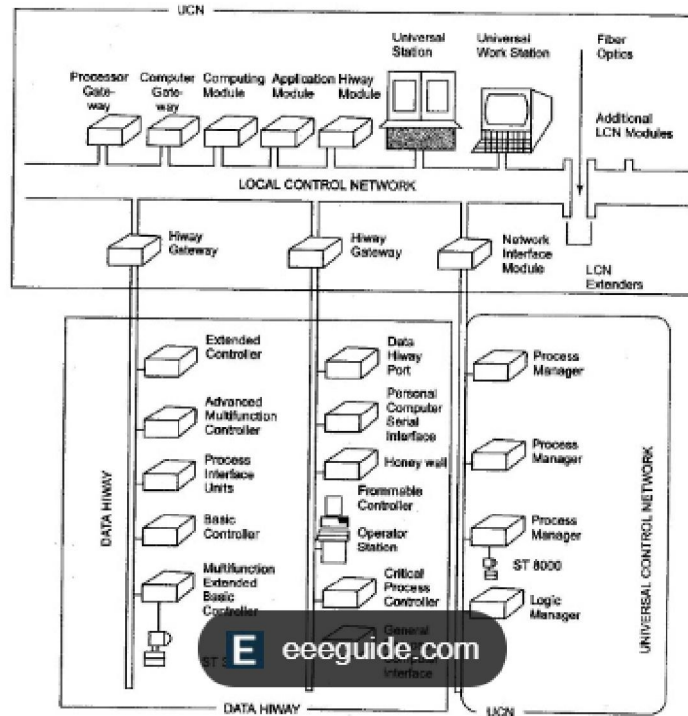 UCN
Processor
Gate-
way
Computer
Gate-
way
Computing
Module
Application
Module
Hiway
Module
Universal
Station
Universal
Work Station
Fiber
Optics
Additional
LCN Modules
LOCAL CONTROL NETWORK
Hiway
Gateway
Hiway
Gateway
Network
Interface
Module
LCN
Extenders
Extended
Controller
Advanced
Multifunction
Controller
Process
Interface
Units
Basic
Controller
Multifunction
Extended
Basic
Controller
DATA HIWAY
Data
Hiway
Port
Personal
Computer
Serial
Interface
Honey wall
Frommable
Controller
Operator
Station
Critical
Process
Controller
General
Interface
Process
Manager
Process
Manager
Process
Manager
ST 8000
Logic
Manager
UNIVERSAL CONTROL NETWORK
E eeeguide.com
DATA HIWAY
UCN